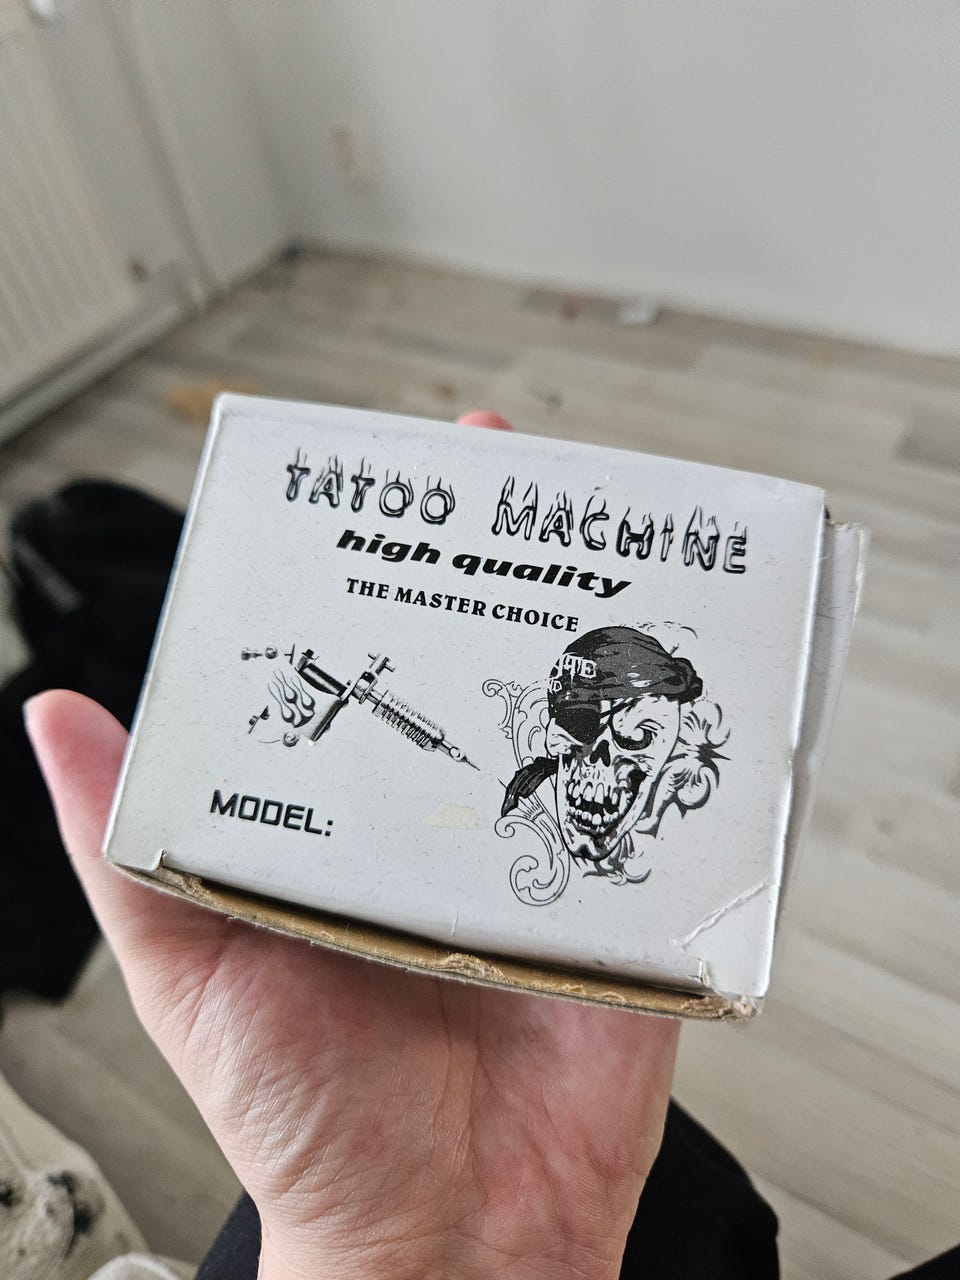 TATOO MACHINE
high quality
THE MASTER CHOICE
MODEL: